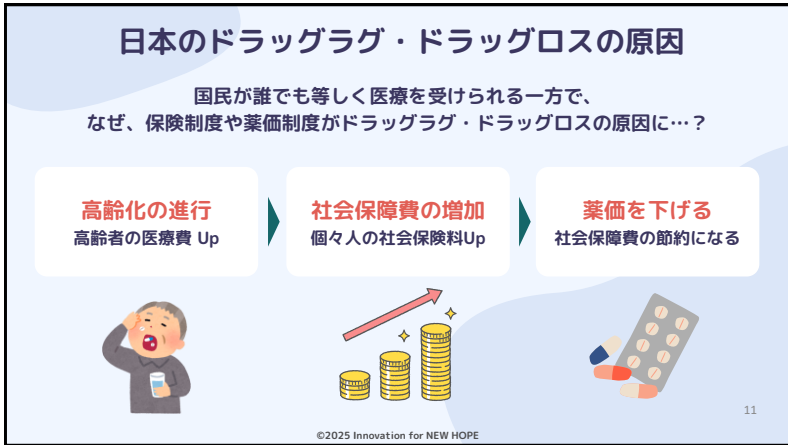 日本のドラッグラグ・ドラッグロスの原因
国民が誰でも等しく医療を受けられる一方で、
なぜ、保険制度や薬価制度がドラッグラグ・ドラッグロスの原因に…？
高齢化の進行
高齢者の医療費 Up
社会保障費の増加
個々人の社会保険料Up
薬価を下げる
社会保障費の節約になる
11
©2025 Innovation for NEW HOPE